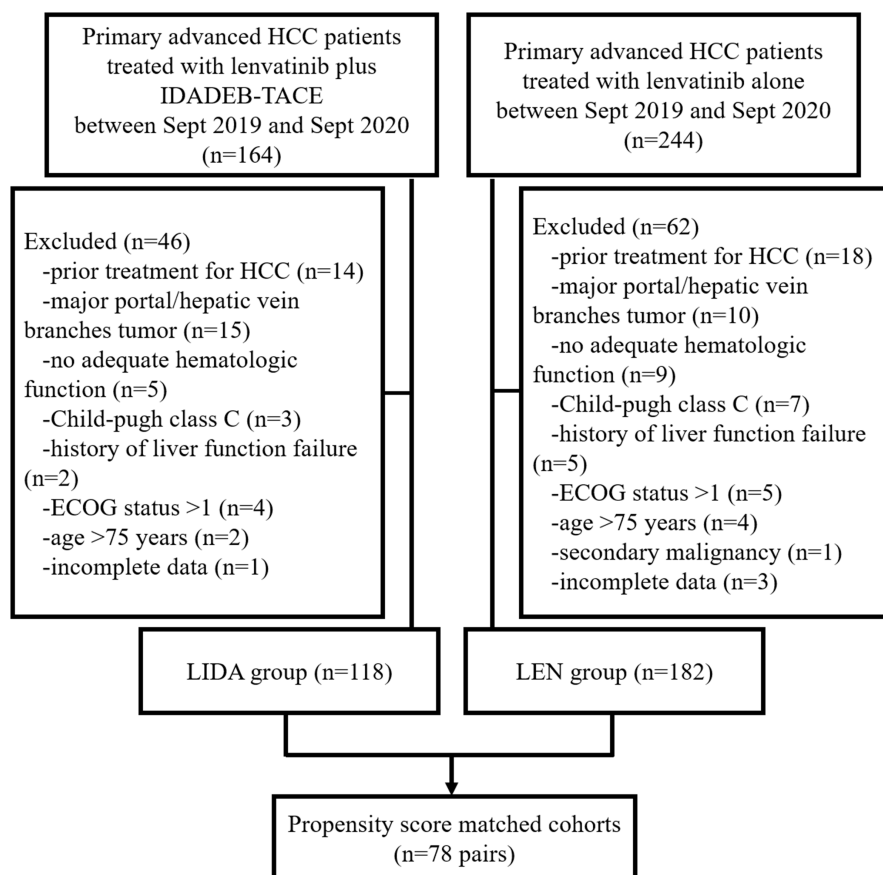 Primary advanced HCC patients
treated with lenvatinib plus
IDADEB-TACE
between Sept 2019 and Sept 2020
(n=164)
Primary advanced HCC patients
treated with lenvatinib alone
between Sept 2019 and Sept 2020
(n=244)
Excluded (n=46)
-prior treatment for HCC (n=14)
-major portal/hepatic vein
branches tumor (n=15)
-no adequate hematologic
function (n=5)
-Child-pugh class C (n=3)
-history of liver function failure
(n=2)
-ECOG status >1 (n=4)
-age >75 years (n=2)
-incomplete data (n=1)
Excluded (n=62)
-prior treatment for HCC (n=18)
-major portal/hepatic vein
branches tumor (n=10)
-no adequate hematologic
function (n=9)
-Child-pugh class C (n=7)
-history of liver function failure
(n=5)
-ECOG status >1 (n=5)
-age >75 years (n=4)
-secondary malignancy (n=1)
-incomplete data (n=3)
LIDA group (n=118)
LEN group (n=182)
Propensity score matched cohorts
(n=78 pairs)